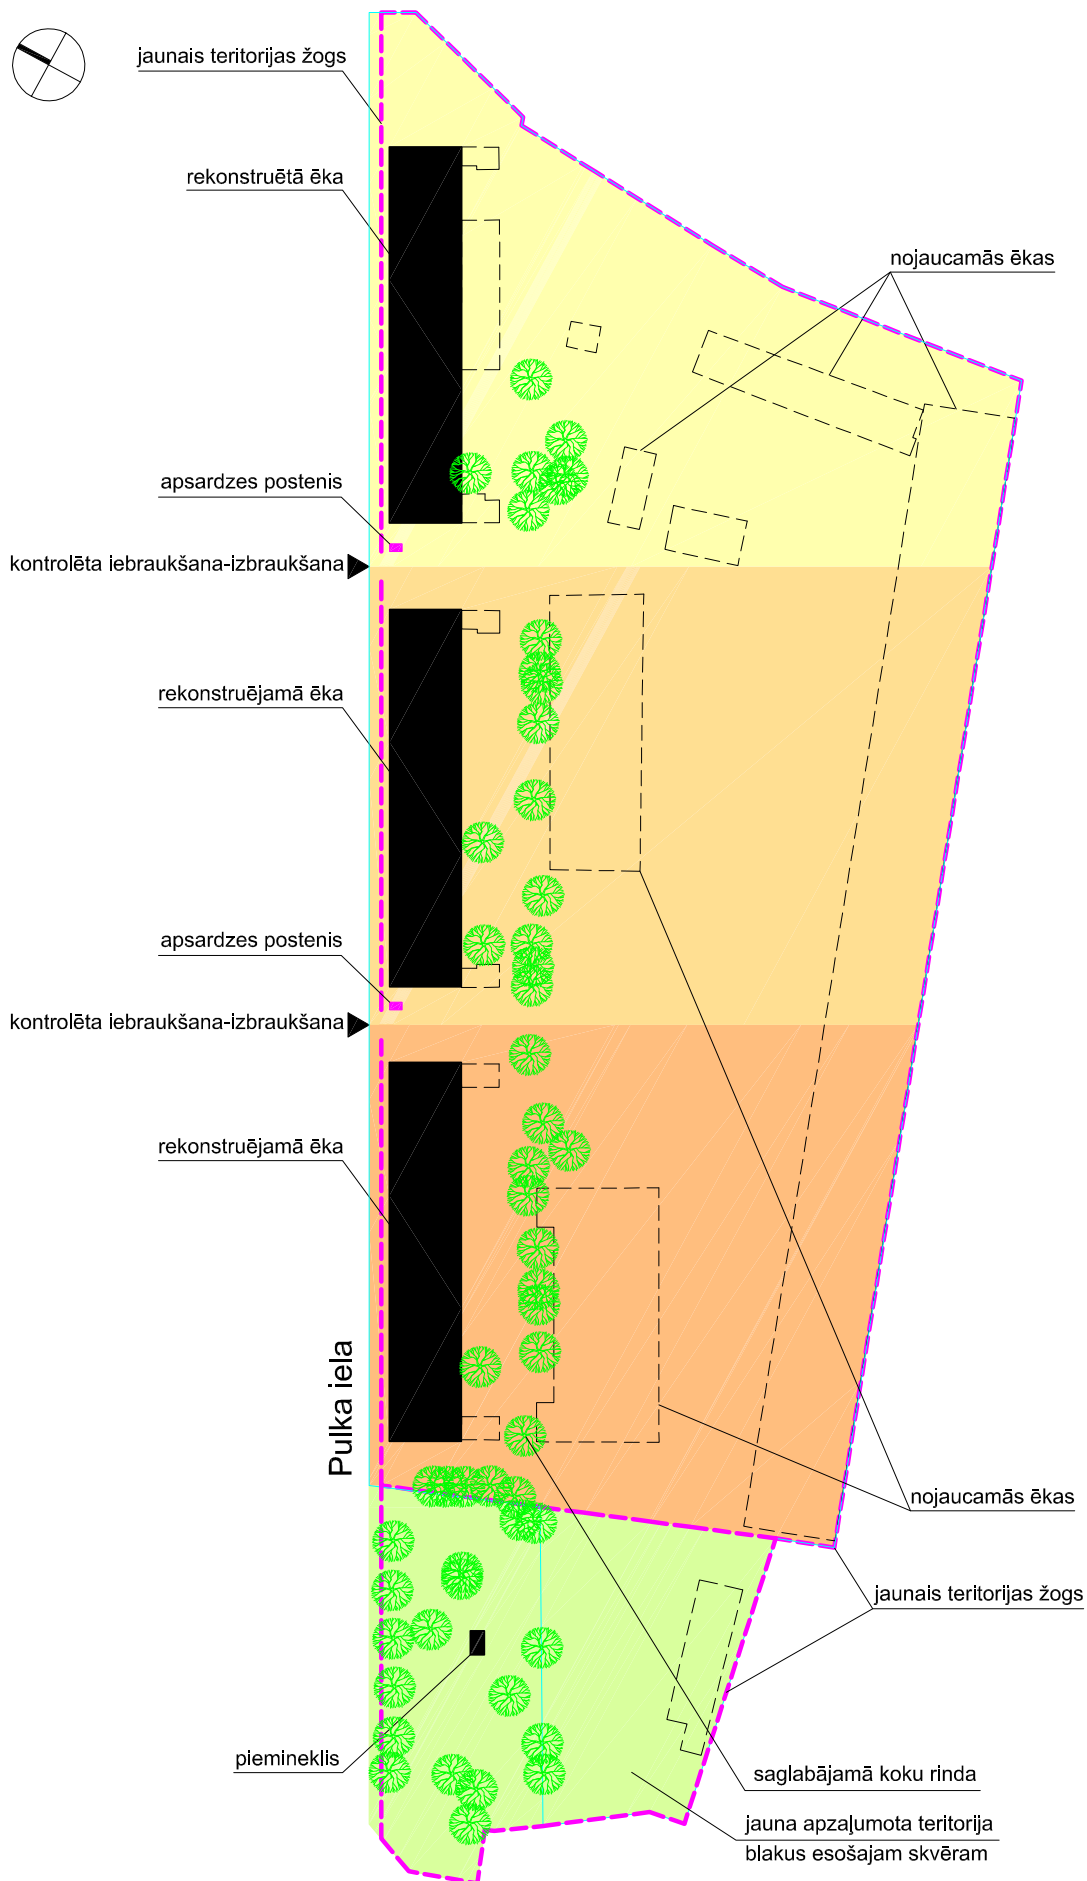 jaunais teritorijas žogs
rekonstruētā ēka
nojaucamās ēkas
apsardzes postenis
kontrolēta iebraukšana-izbraukšana
rekonstruējamā ēka
apsardzes postenis
kontrolēta iebraukšana-izbraukšana
rekonstruējamā ēka
Pulka iela
nojaucamās ēkas
jaunais teritorijas žogs
piemineklis
saglabājamā koku rinda
jauna apzaļumota teritorija
blakus esošajam skvēram